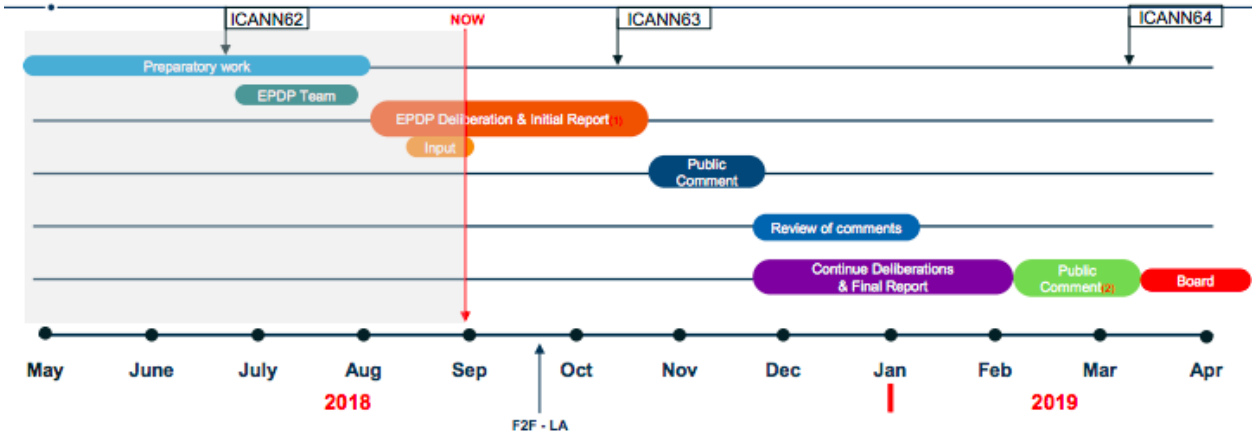 ICANN62
NOW
ICANN63
ICANN64
Preparatory work
EPDP Team
EPDP Deliberation & Initial Report(1)
Input
Public
Comment
Review of comments
Continue Deliberations
& Final Report
Public
Comment(2)
Board
May June July Aug Sep Oct Nov Dec Jan Feb Mar Apr
2018 2019
F2F - LA